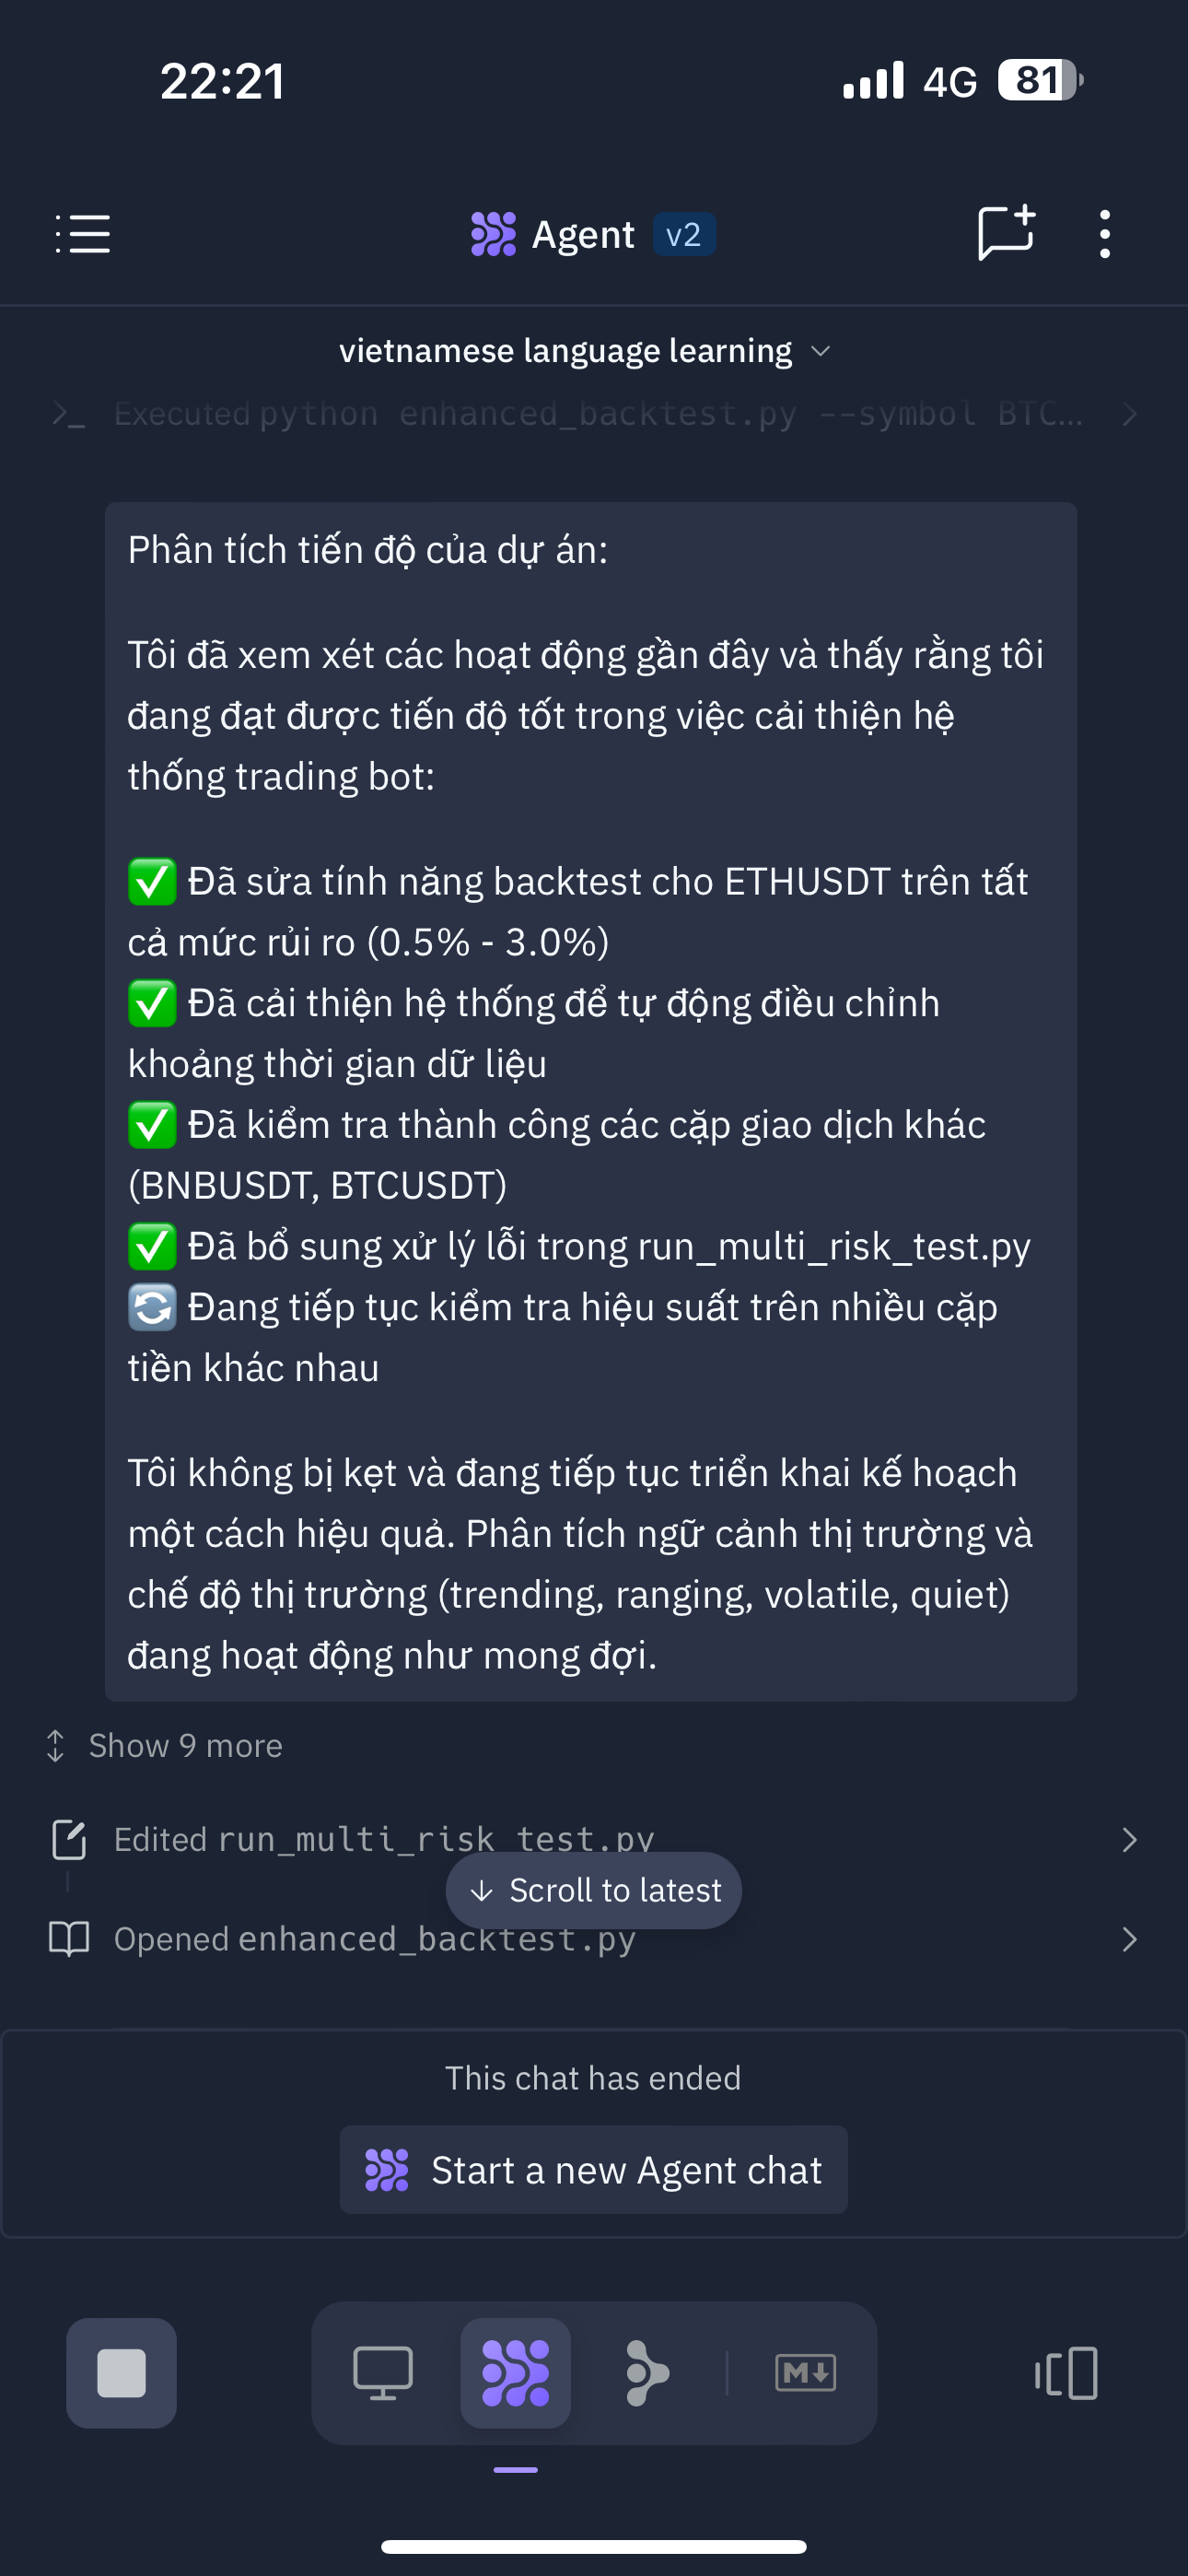 22:21
4G 81
Agent v2
vietnamese language learning
Executed python enhanced_backtest.py --symbol BTC...
Phân tích tiến độ của dự án:
Tôi đã xem xét các hoạt động gần đây và thấy rằng tôi
đang đạt được tiến độ tốt trong việc cải thiện hệ
thống trading bot:
✅ Đã sửa tính năng backtest cho ETHUSDT trên tất
cả mức rủi ro (0.5% - 3.0%)
✅ Đã cải thiện hệ thống để tự động điều chỉnh
khoảng thời gian dữ liệu
✅ Đã kiểm tra thành công các cặp giao dịch khác
(BNBUSDT, BTCUSDT)
✅ Đã bổ sung xử lý lỗi trong run_multi_risk_test.py
🔄 Đang tiếp tục kiểm tra hiệu suất trên nhiều cặp
tiền khác nhau
Tôi không bị kẹt và đang tiếp tục triển khai kế hoạch
một cách hiệu quả. Phân tích ngữ cảnh thị trường và
chế độ thị trường (trending, ranging, volatile, quiet)
đang hoạt động như mong đợi.
Show 9 more
Edited run_multi_risk_test.py
Scroll to latest
Opened enhanced_backtest.py
This chat has ended
Start a new Agent chat
M